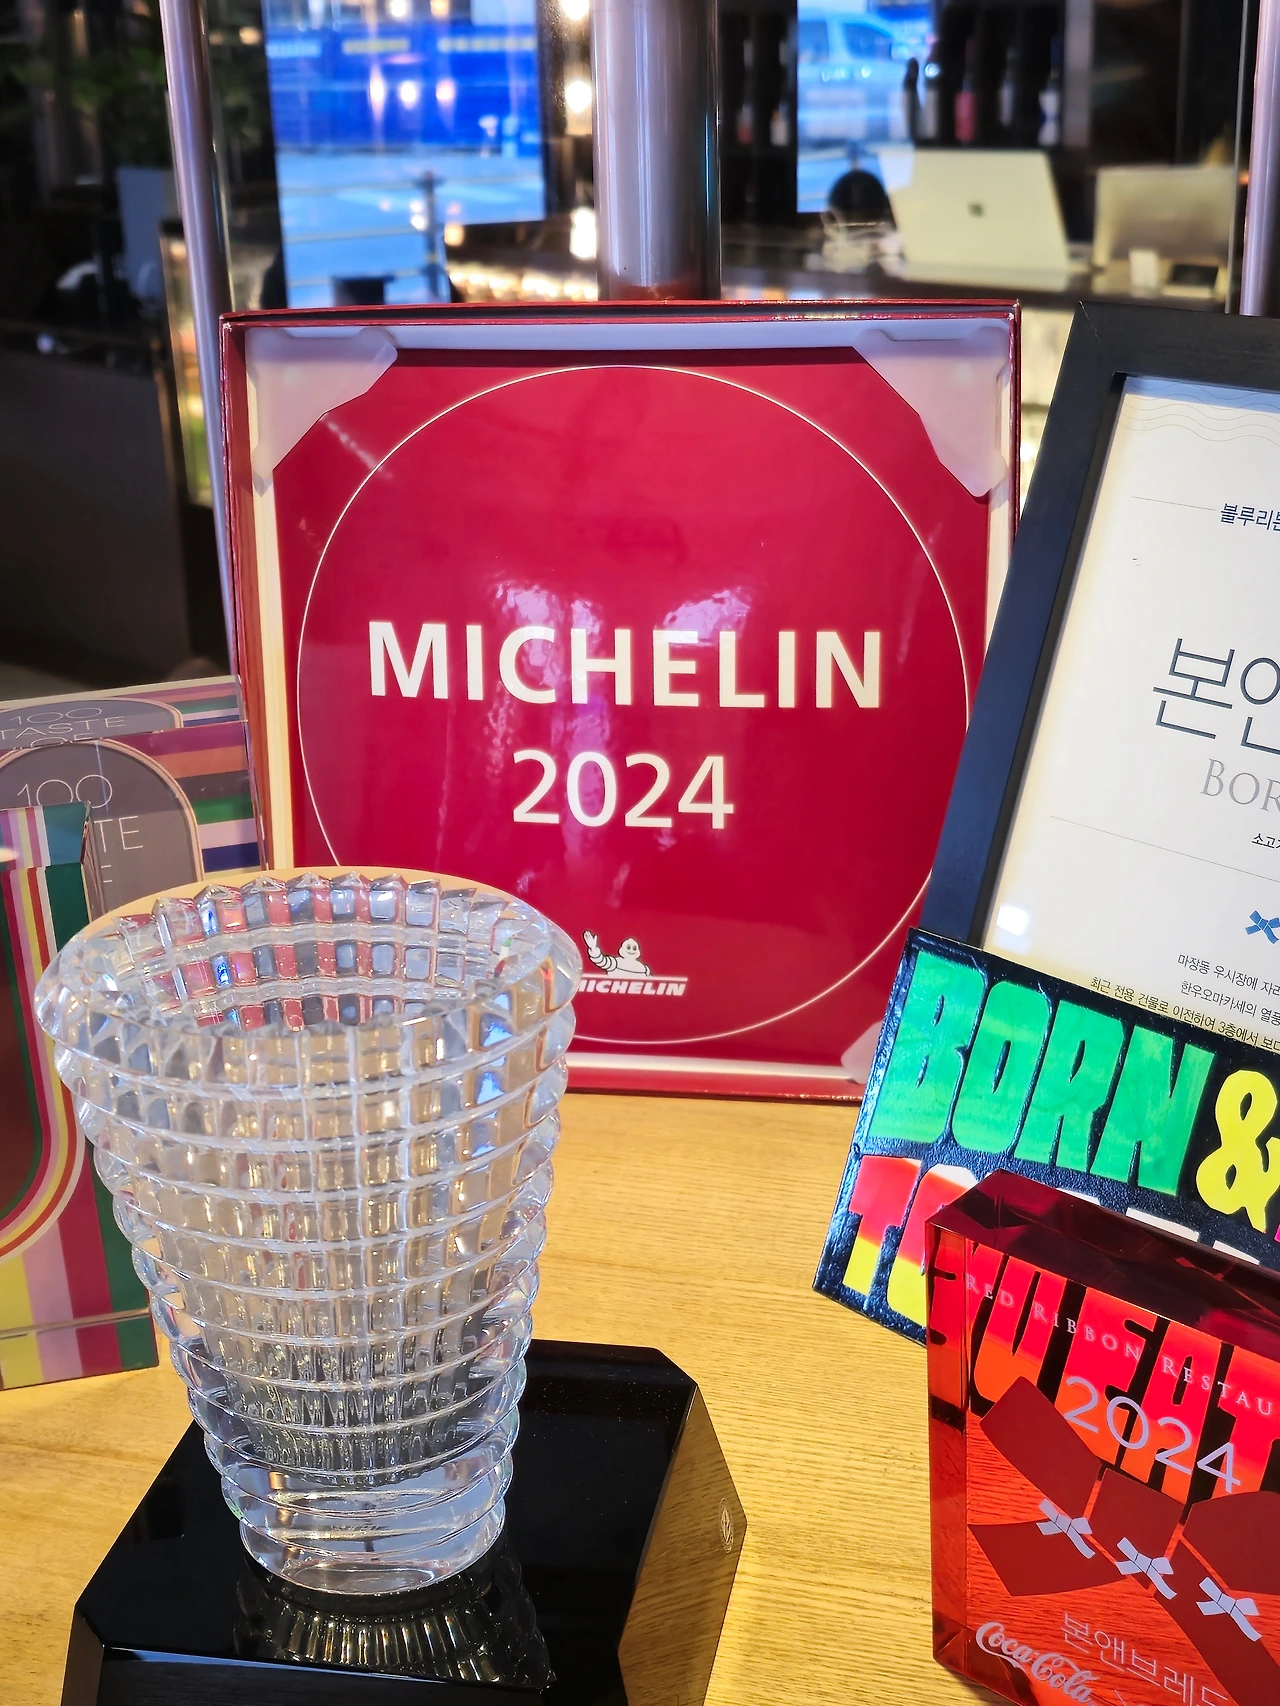 MICHELIN
2024
MICHELIN
100
TASTE
100
불루리본
본앤
BOR
소고기
마장동 우시장에 자리
한우오마카세의 열풍
최근 전용 건물로 이전하여 3층에서 보다
BORN &
RED RIBBON RESTAU
2024
본앤브레드
Coca-Cola